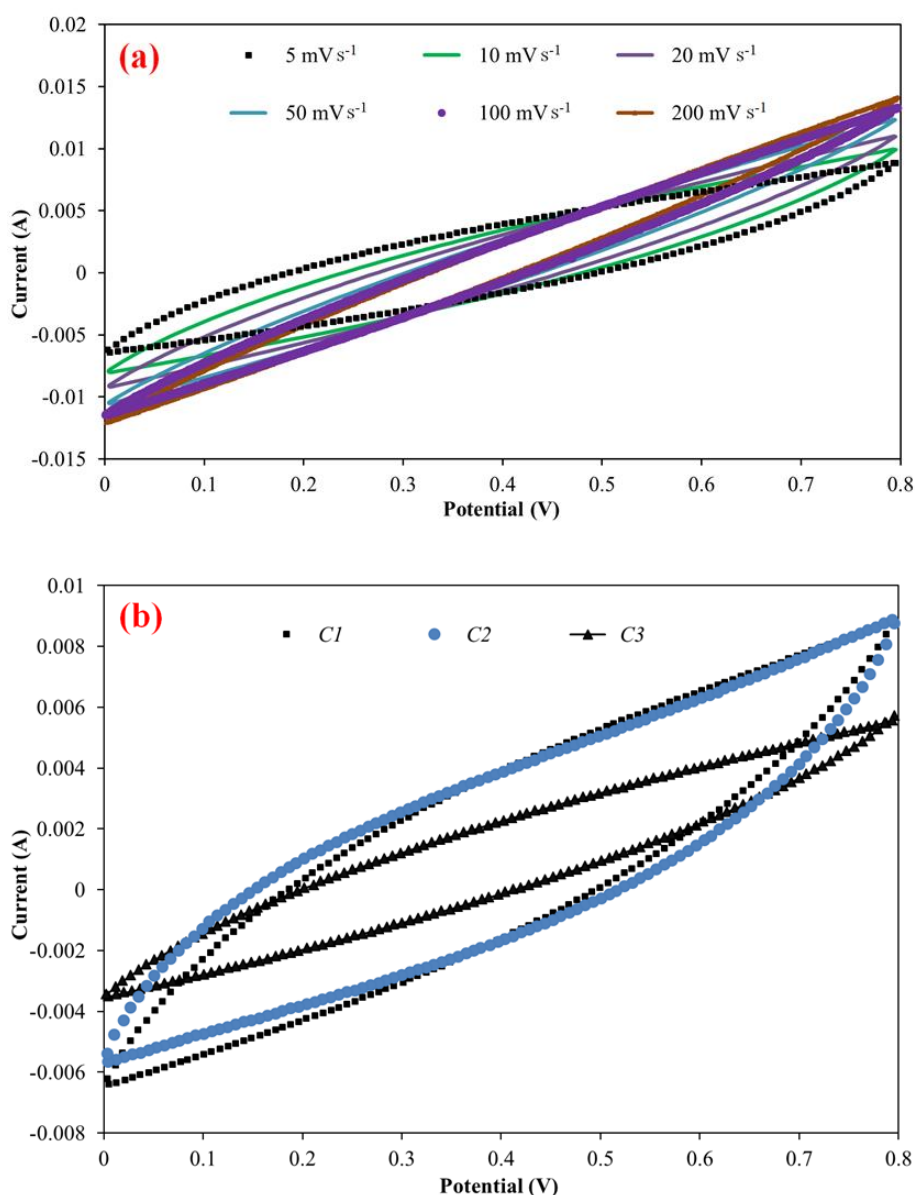 (a)
5 mV s⁻¹ 10 mV s⁻¹ 20 mV s⁻¹
50 mV s⁻¹ 100 mV s⁻¹ 200 mV s⁻¹
0.02
0.015
0.01
0.005
0
-0.005
-0.01
-0.015
Current (A)
0 0.1 0.2 0.3 0.4 0.5 0.6 0.7 0.8
Potential (V)
(b)
C1 C2 C3
0.01
0.008
0.006
0.004
0.002
0
-0.002
-0.004
-0.006
-0.008
Current (A)
0 0.1 0.2 0.3 0.4 0.5 0.6 0.7 0.8
Potential (V)